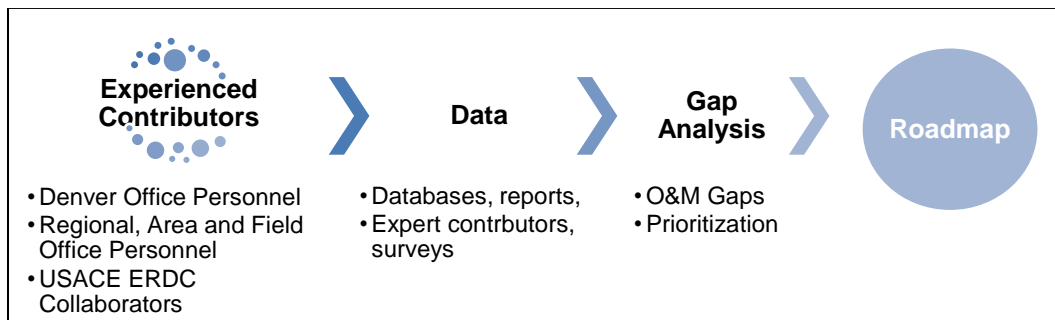 Experienced
Contributors
• Denver Office Personnel
• Regional, Area and Field
Office Personnel
• USACE ERDC
Collaborators
Data
• Databases, reports,
• Expert contrbutors,
surveys
Gap
Analysis
• O&M Gaps
• Prioritization
Roadmap